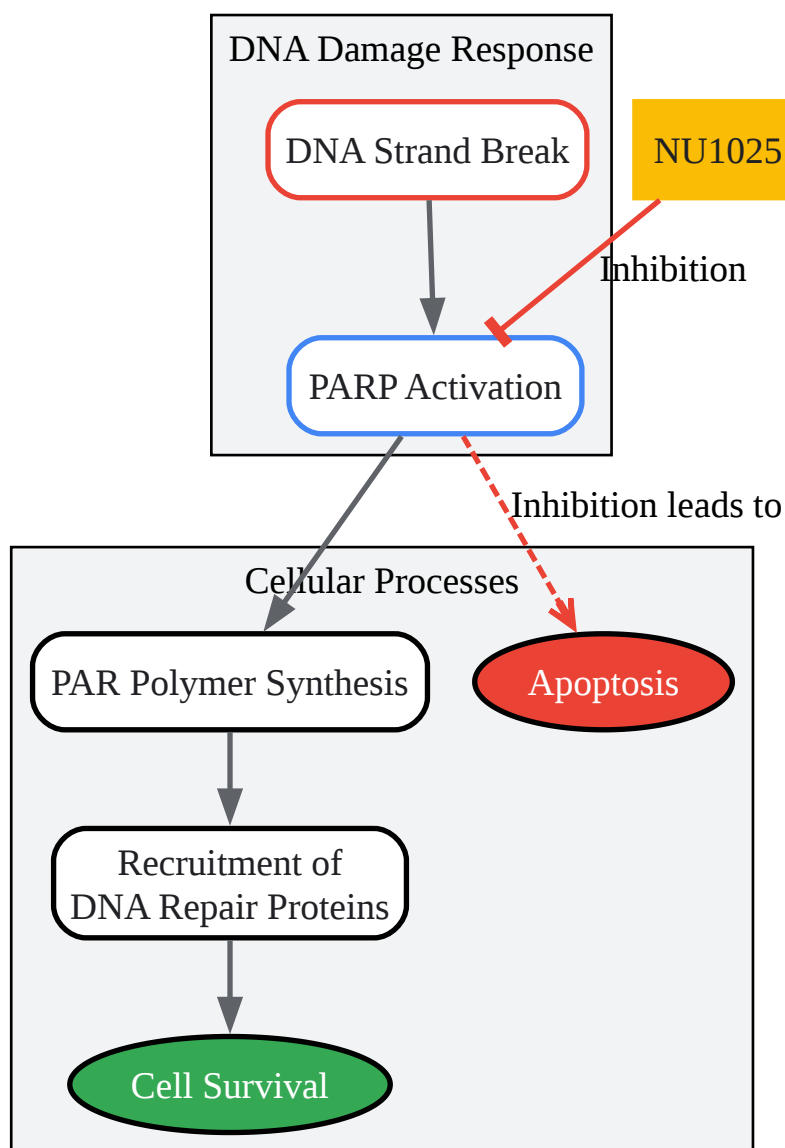 DNA Damage Response
DNA Strand Break
NU1025
Inhibition
PARP Activation
Inhibition leads to
Cellular Processes
PAR Polymer Synthesis
Apoptosis
Recruitment of
DNA Repair Proteins
Cell Survival